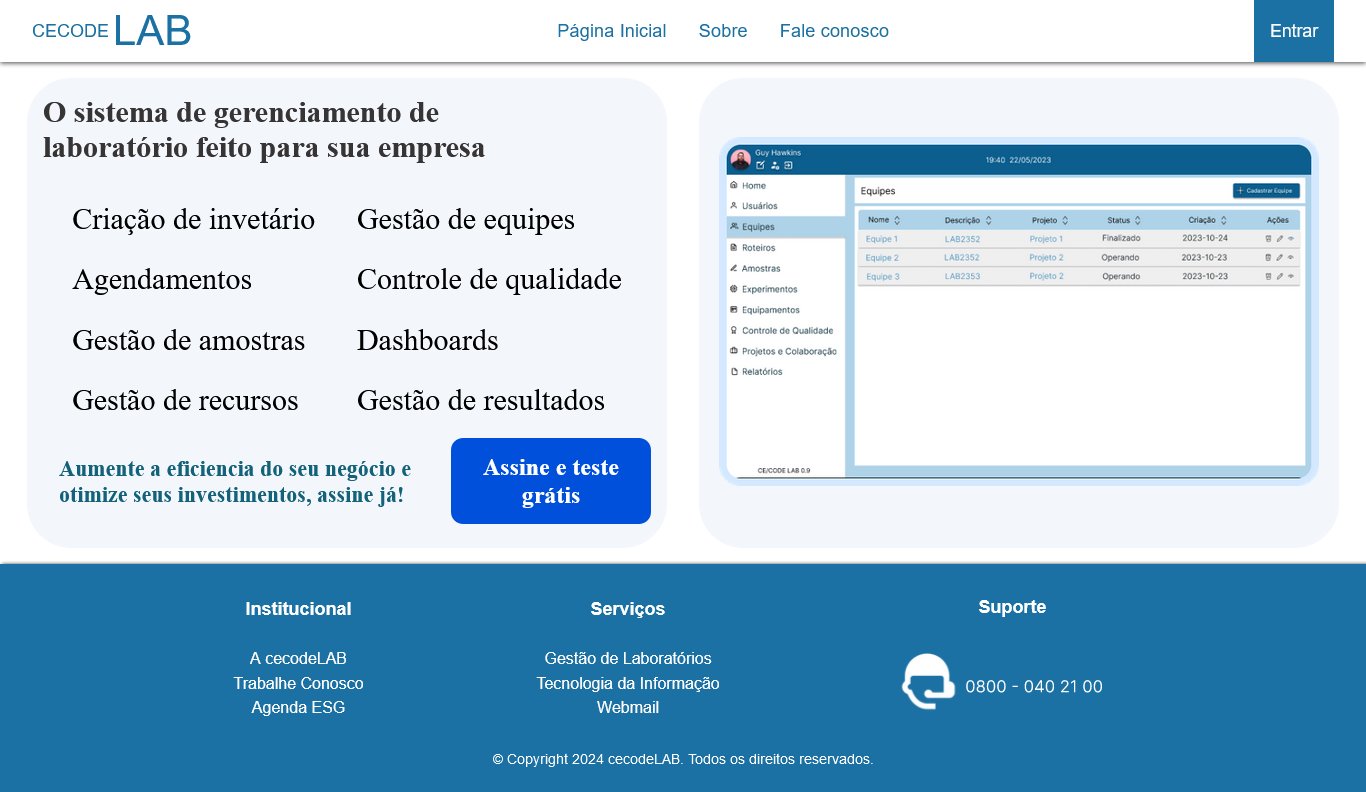 CECODE LAB
Página Inicial Sobre Fale conosco
Entrar
O sistema de gerenciamento de
laboratório feito para sua empresa
Criação de invetário Gestão de equipes
Agendamentos Controle de qualidade
Gestão de amostras Dashboards
Gestão de recursos Gestão de resultados
Aumente a eficiencia do seu negócio e
otimize seus investimentos, assine já!
Assine e teste
grátis
Guy Hawkins
19:40 22/05/2023
Home
Usuários
Equipes
Roteiros
Amostras
Experimentos
Equipamentos
Controle de Qualidade
Projetos e Colaboração
Relatórios
CE/CODE LAB 0.9
Equipes
+ Cadastrar Equipe
Nome Descrição Projeto Status Criação Ações
Equipe 1 LAB2352 Projeto 1 Finalizado 2023-10-24
Equipe 2 LAB2352 Projeto 2 Operando 2023-10-23
Equipe 3 LAB2353 Projeto 2 Operando 2023-10-23
Institucional
A cecodeLAB
Trabalhe Conosco
Agenda ESG
Serviços
Gestão de Laboratórios
Tecnologia da Informação
Webmail
Suporte
0800 - 040 21 00
© Copyright 2024 cecodeLAB. Todos os direitos reservados.